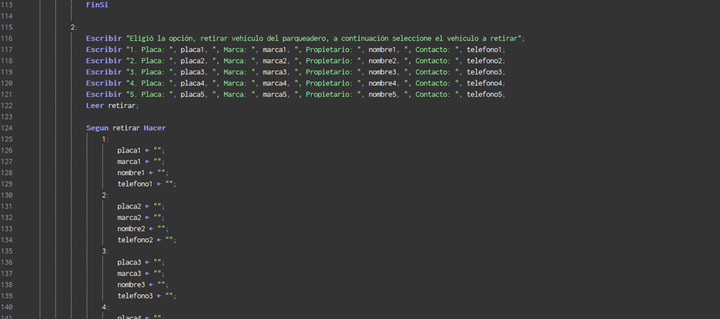 113 FinSi
114
115 2:
116 Escribir "Eligió la opción, retirar vehículo del parqueadero, a continuación seleccione el vehículo a retirar";
117 Escribir "1. Placa: ", placa1, ", Marca: ", marca1, ", Propietario: ", nombre1, ", Contacto: ", telefono1;
118 Escribir "2. Placa: ", placa2, ", Marca: ", marca2, ", Propietario: ", nombre2, ", Contacto: ", telefono2;
119 Escribir "3. Placa: ", placa3, ", Marca: ", marca3, ", Propietario: ", nombre3, ", Contacto: ", telefono3;
120 Escribir "4. Placa: ", placa4, ", Marca: ", marca4, ", Propietario: ", nombre4, ", Contacto: ", telefono4;
121 Escribir "5. Placa: ", placa5, ", Marca: ", marca5, ", Propietario: ", nombre5, ", Contacto: ", telefono5;
122 Leer retirar;
123
124 Segun retirar Hacer
125 1:
126 placa1 ← "";
127 marca1 ← "";
128 nombre1 ← "";
129 telefono1 ← "";
130 2:
131 placa2 ← "";
132 marca2 ← "";
133 nombre2 ← "";
134 telefono2 ← "";
135 3:
136 placa3 ← "";
137 marca3 ← "";
138 nombre3 ← "";
139 telefono3 ← "";
140 4:
141 placa4 ← "";